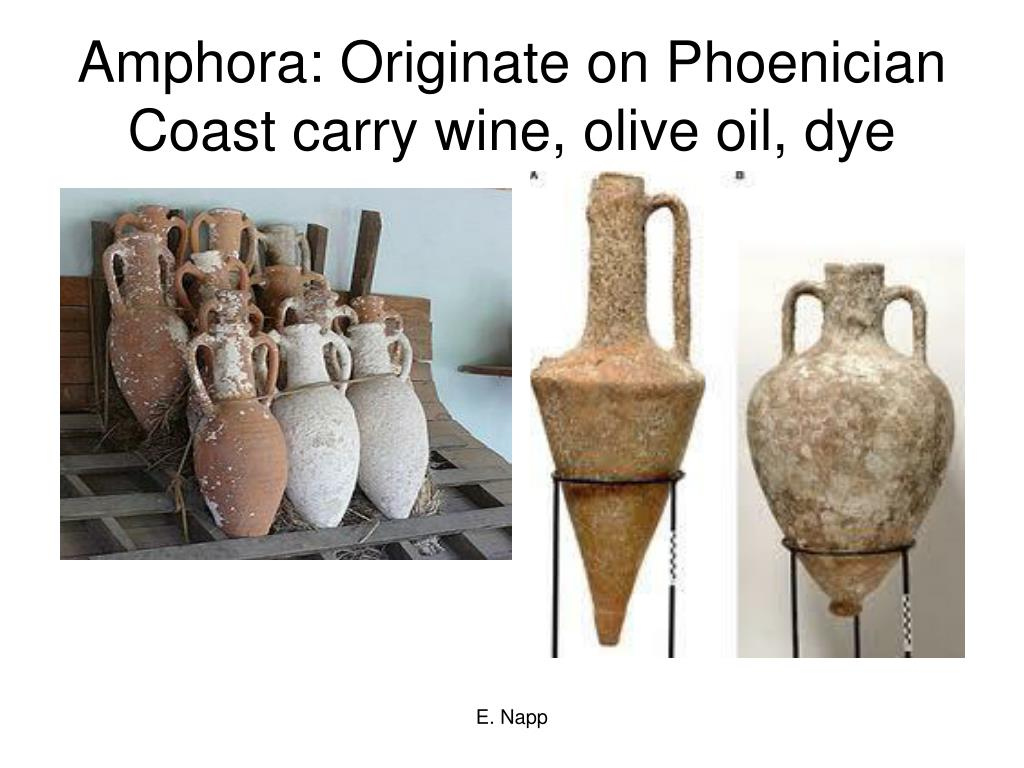 Amphora: Originate on Phoenician
Coast carry wine, olive oil, dye
A
B
E. Napp